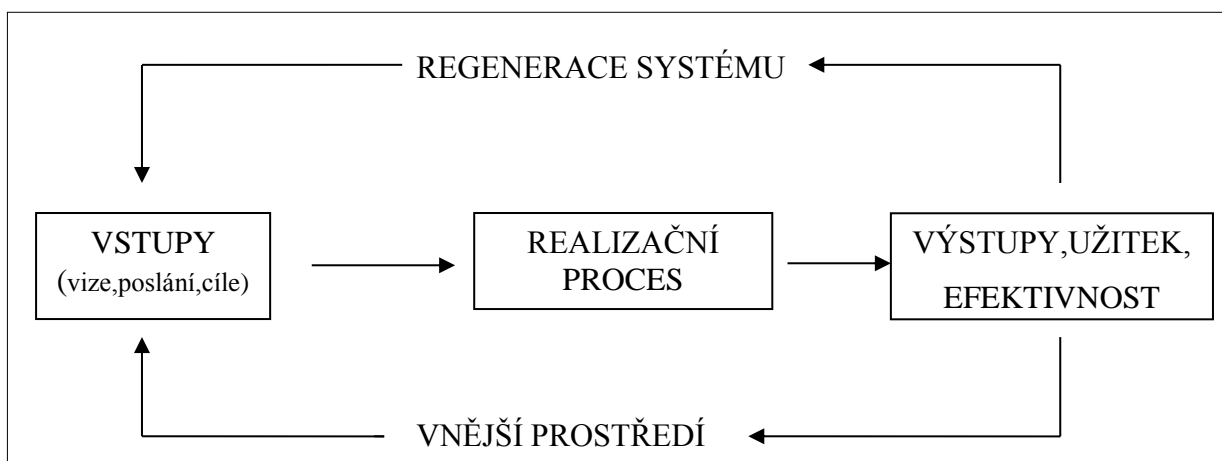 REGENERACE SYSTÉMU
VSTUPY
(vize,poslání,cíle)
REALIZAČNÍ
PROCES
VÝSTUPY,UŽITEK,
EFEKTIVNOST
VNĚJŠÍ PROSTŘEDÍ